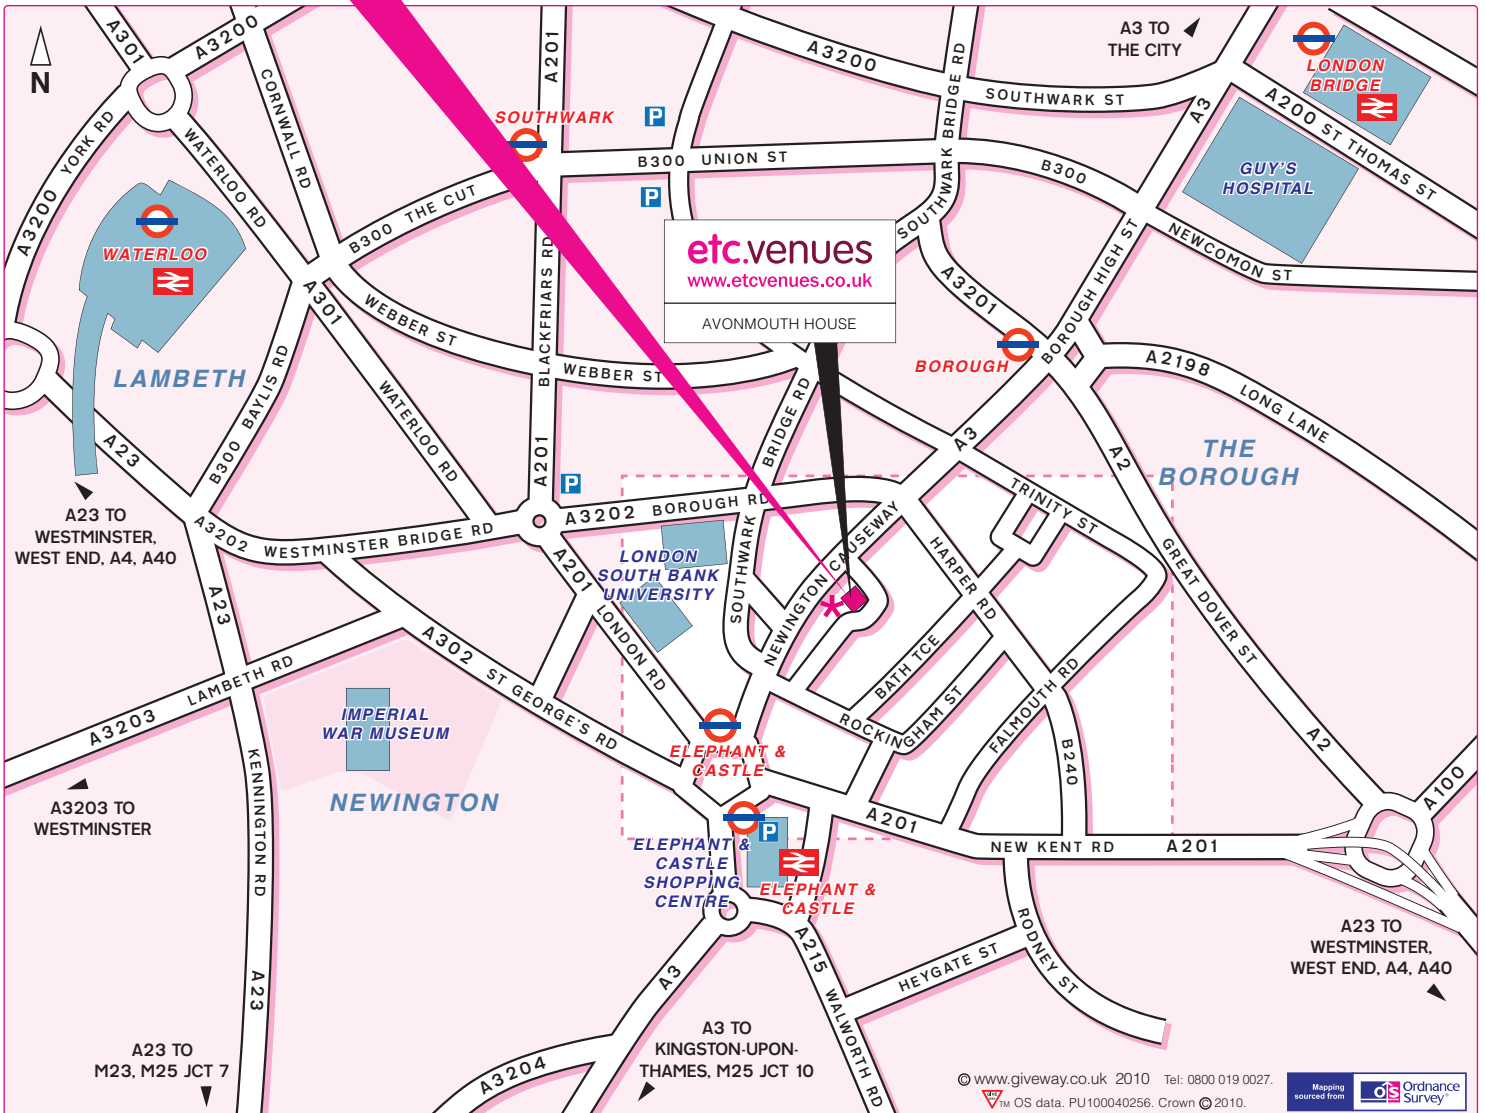 A301
A3200
A3200 YORK RD
CORNWALL RD
WATERLOO RD
N
A201
SOUTHWARK
P
P
A3200
SOUTHWARK BRIDGE RD
SOUTHWARK ST
A3 TO
THE CITY
A3
LONDON
BRIDGE
A200 ST THOMAS ST
GUY'S
HOSPITAL
B300 UNION ST
B300
NEWCOMON ST
B300 THE CUT
WATERLOO
LAMBETH
A301
WEBBER ST
WEBBER ST
BLACKFRIARS RD
etc.venues
www.etcvenues.co.uk
AVONMOUTH HOUSE
SOUTHWARK
A3201
BOROUGH
BOROUGH HIGH ST
A2198
LONG LANE
THE
BOROUGH
A23
B300 BAYLIS RD
WATERLOO RD
A201
P
BRIDGE RD
A3
A2
TRINITY ST
A23 TO
WESTMINSTER,
WEST END, A4, A40
A3202
WESTMINSTER BRIDGE RD
A3202 BOROUGH RD
LONDON
SOUTH BANK
UNIVERSITY
SOUTHWARK
NEWINGTON CAUSEWAY
*
HARPER RD
GREAT DOVER ST
A23
A201
LONDON RD
A302
ST GEORGE'S RD
LAMBETH RD
A3203
BATH TCE
ROCKINGHAM ST
FALMOUTH RD
B240
A2
A100
IMPERIAL
WAR MUSEUM
NEWINGTON
KENNINGTON RD
A3203 TO
WESTMINSTER
ELEPHANT &
CASTLE
P
ELEPHANT &
CASTLE
SHOPPING
CENTRE
ELEPHANT &
CASTLE
A201
NEW KENT RD
A201
A23
A3
A215
WALWORTH RD
HEYGATE ST
RODNEY ST
A23 TO
WESTMINSTER,
WEST END, A4, A40
A23 TO
M23, M25 JCT 7
A3204
A3 TO
KINGSTON-UPON-
THAMES, M25 JCT 10
© www.giveway.co.uk 2010 Tel: 0800 019 0027.
TM OS data. PU100040256. Crown © 2010.
Mapping
sourced from
OS Ordnance
Survey®